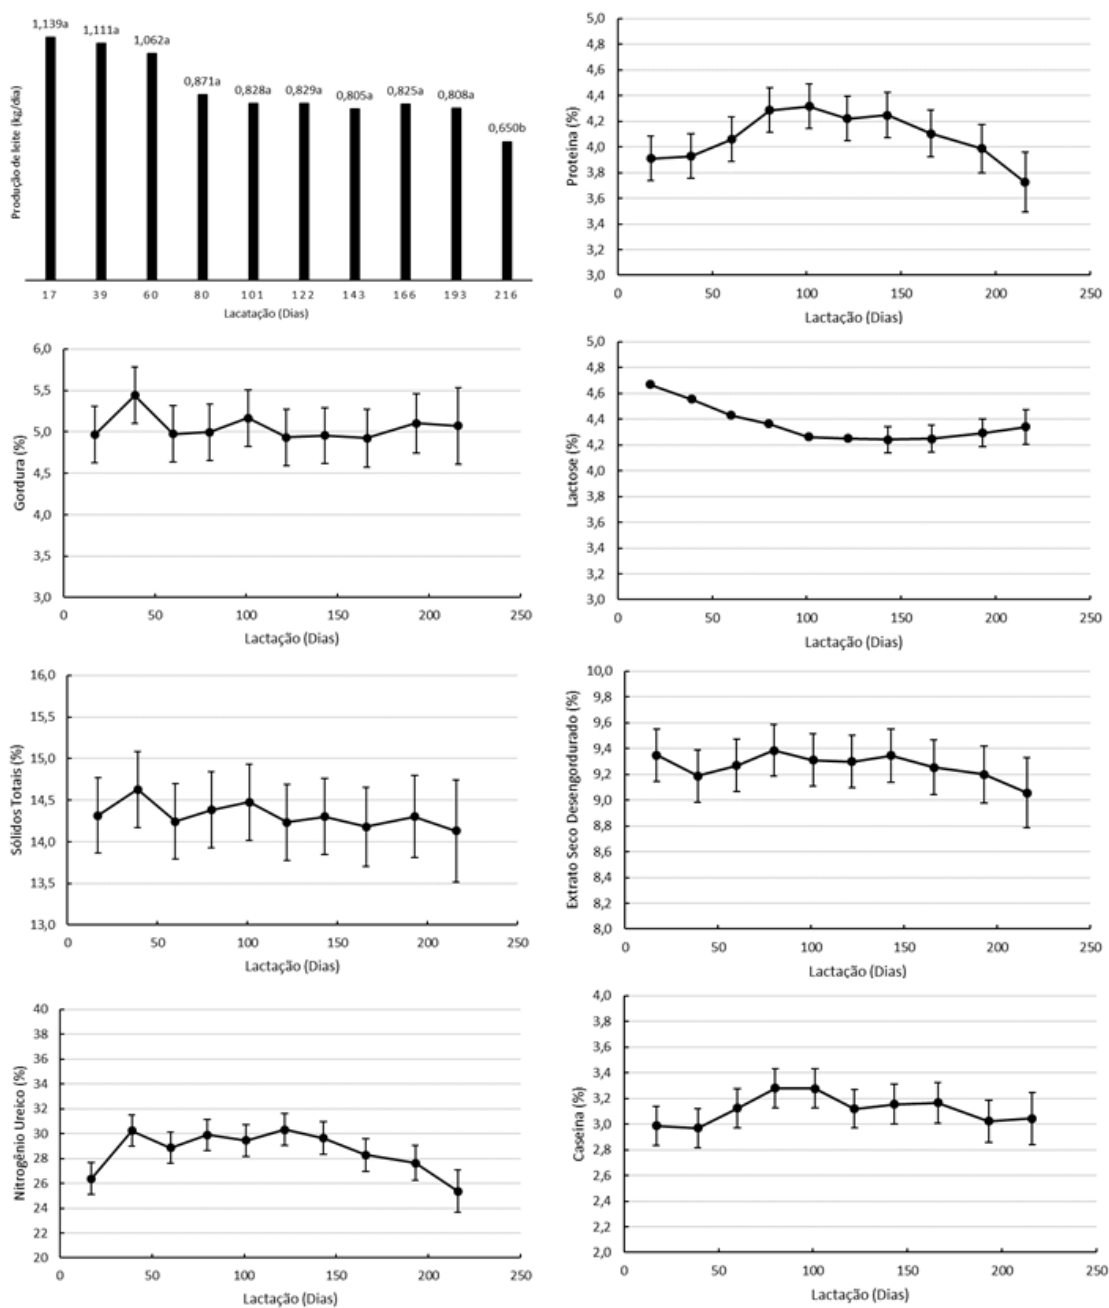 1,139a 1,111a 1,062a 0,871a 0,828a 0,829a 0,805a 0,825a 0,808a 0,650b
Produção de leite (kg/dia)
17 39 60 80 101 122 143 166 193 216
Lacatação (Dias)
5,0
4,8
4,6
4,4
4,2
4,0
3,8
3,6
3,4
3,2
3,0
Proteína (%)
0 50 100 150 200 250
Lactação (Dias)
6,0
5,5
5,0
4,5
4,0
3,5
3,0
Gordura (%)
0 50 100 150 200 250
Lactação (Dias)
5,0
4,8
4,6
4,4
4,2
4,0
3,8
3,6
3,4
3,2
3,0
Lactose (%)
0 50 100 150 200 250
Lactação (Dias)
16,0
15,5
15,0
14,5
14,0
13,5
13,0
Sólidos Totais (%)
0 50 100 150 200 250
Lactação (Dias)
10,0
9,8
9,6
9,4
9,2
9,0
8,8
8,6
8,4
8,2
8,0
Extrato Seco Desengordurado (%)
0 50 100 150 200 250
Lactação (Dias)
40
38
36
34
32
30
28
26
24
22
20
Nitrogênio Ureico (%)
0 50 100 150 200 250
Lactação (Dias)
4,0
3,8
3,6
3,4
3,2
3,0
2,8
2,6
2,4
2,2
2,0
Caseina (%)
0 50 100 150 200 250
Lactação (Dias)